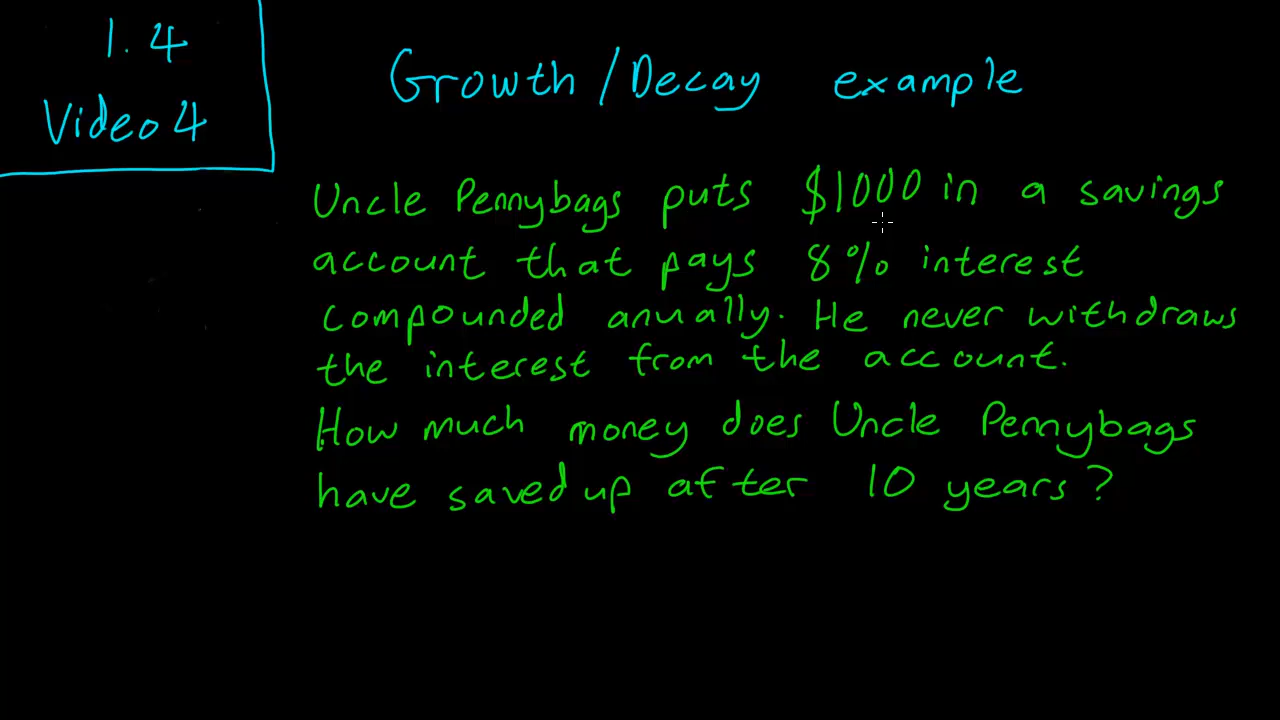 1.4
Video 4
Growth/Decay example
Uncle Pennybags puts $1000 in a savings
account that pays 8% interest
compounded anually. He never withdraws
the interest from the account.
How much money does Uncle Pennybags
have saved up after 10 years?